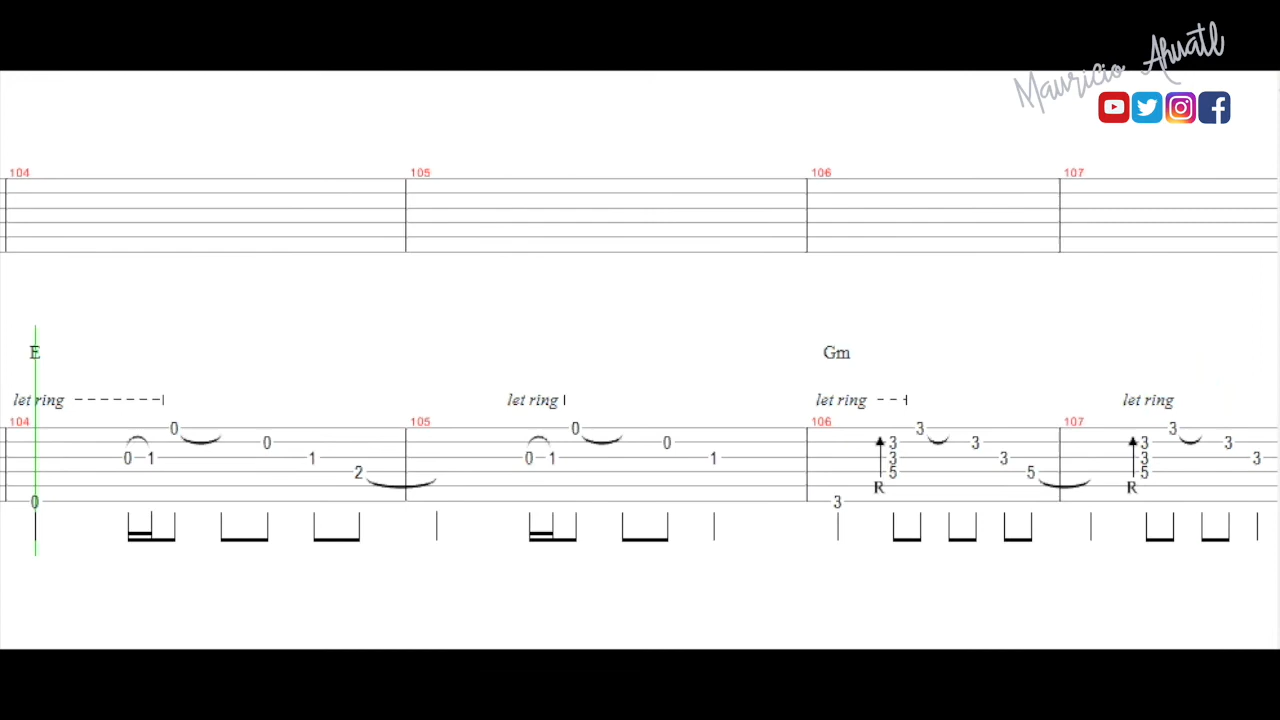 Mauricio Ahuatl
104 105 106 107
E Gm
let ring let ring let ring let ring
104 105 106 107
0 0 3 3
0 0 3 3 3 3
0 1 1 0 1 1 3 3 3 3
2 5 5 5
R R
0 3